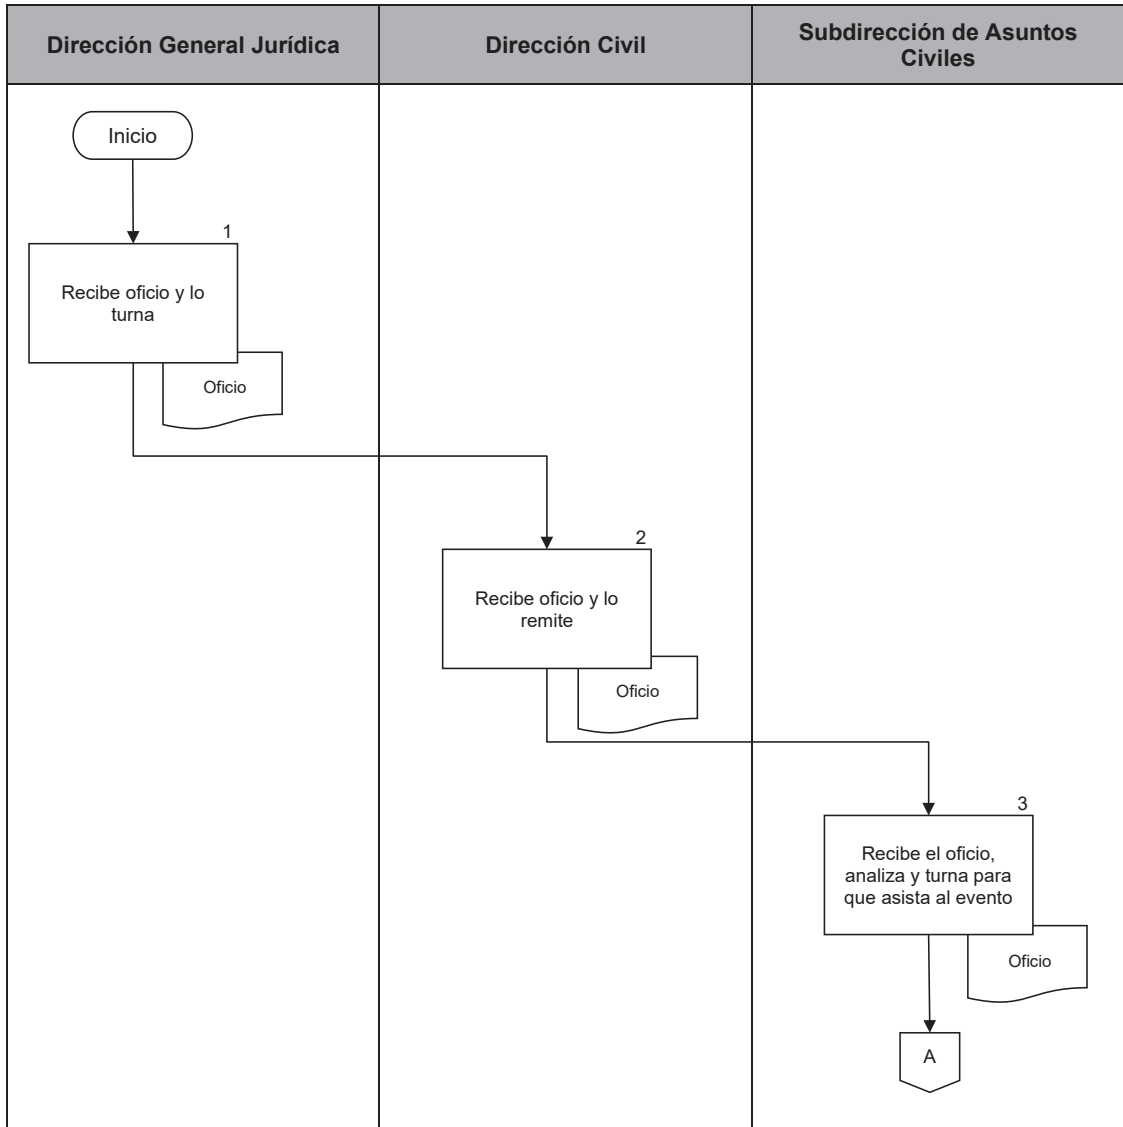 Dirección General Jurídica
Dirección Civil
Subdirección de Asuntos
Civiles
Inicio
1
Recibe oficio y lo
turna
Oficio
2
Recibe oficio y lo
remite
Oficio
3
Recibe el oficio,
analiza y turna para
que asista al evento
Oficio
A